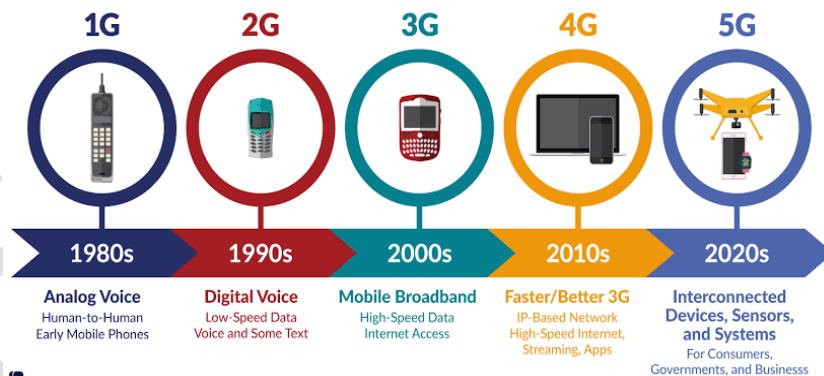 1G
2G
3G
4G
5G
1980s
1990s
2000s
2010s
2020s
Analog Voice
Human-to-Human
Early Mobile Phones
Digital Voice
Low-Speed Data
Voice and Some Text
Mobile Broadband
High-Speed Data
Internet Access
Faster/Better 3G
IP-Based Network
High-Speed Internet,
Streaming, Apps
Interconnected
Devices, Sensors,
and Systems
For Consumers,
Governments, and Businesss